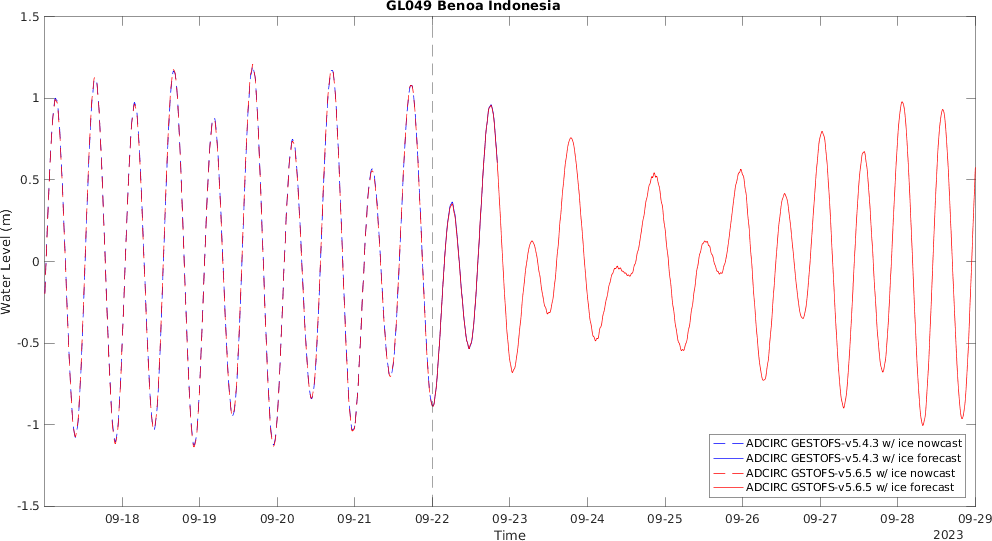 GL049 Benoa Indonesia
1.5
1
0.5
0
-0.5
-1
-1.5
Water Level (m)
ADCIRC GESTOFS-v5.4.3 w/ ice nowcast
ADCIRC GESTOFS-v5.4.3 w/ ice forecast
ADCIRC GSTOFS-v5.6.5 w/ ice nowcast
ADCIRC GSTOFS-v5.6.5 w/ ice forecast
09-18 09-19 09-20 09-21 09-22 09-23 09-24 09-25 09-26 09-27 09-28 09-29
Time
2023